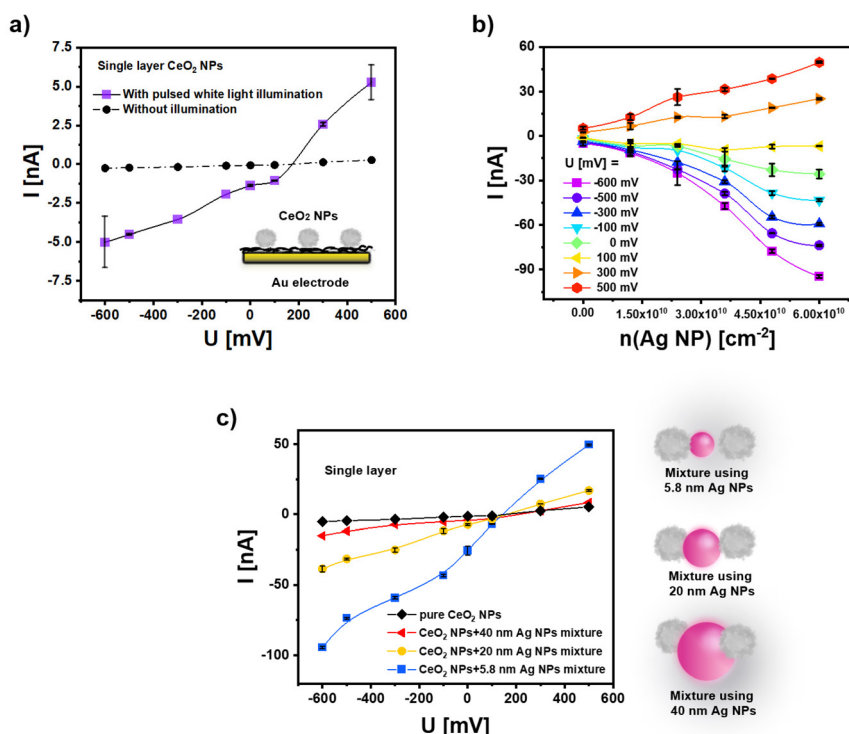 a)
Single layer CeO₂ NPs
With pulsed white light illumination
Without illumination
7.5
5.0
2.5
0.0
-2.5
-5.0
-7.5
I [nA]
CeO₂ NPs
Au electrode
-600 -400 -200 0 200 400 600
U [mV]
b)
60
30
0
-30
-60
-90
-120
I [nA]
U [mV] =
-600 mV
-500 mV
-300 mV
-100 mV
0 mV
100 mV
300 mV
500 mV
0.00 1.50x10¹⁰ 3.00x10¹⁰ 4.50x10¹⁰ 6.00x10¹⁰
n(Ag NP) [cm⁻²]
c)
50
0
-50
-100
I [nA]
Single layer
pure CeO₂ NPs
CeO₂ NPs+40 nm Ag NPs mixture
CeO₂ NPs+20 nm Ag NPs mixture
CeO₂ NPs+5.8 nm Ag NPs mixture
-600 -400 -200 0 200 400 600
U [mV]
Mixture using
5.8 nm Ag NPs
Mixture using
20 nm Ag NPs
Mixture using
40 nm Ag NPs